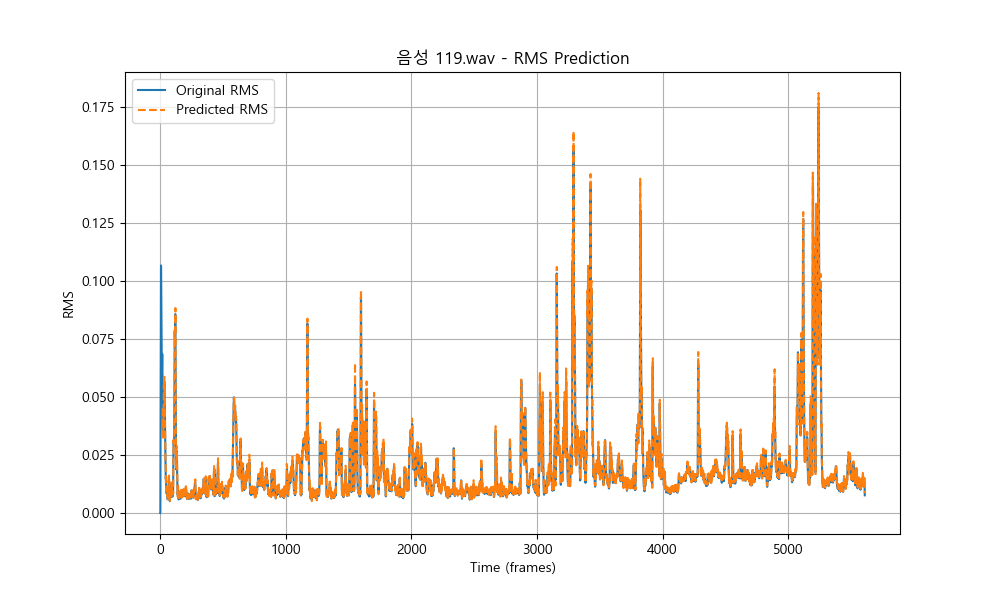 음성 119.wav - RMS Prediction
Original RMS
Predicted RMS
0.175
0.150
0.125
0.100
0.075
0.050
0.025
0.000
RMS
0 1000 2000 3000 4000 5000
Time (frames)